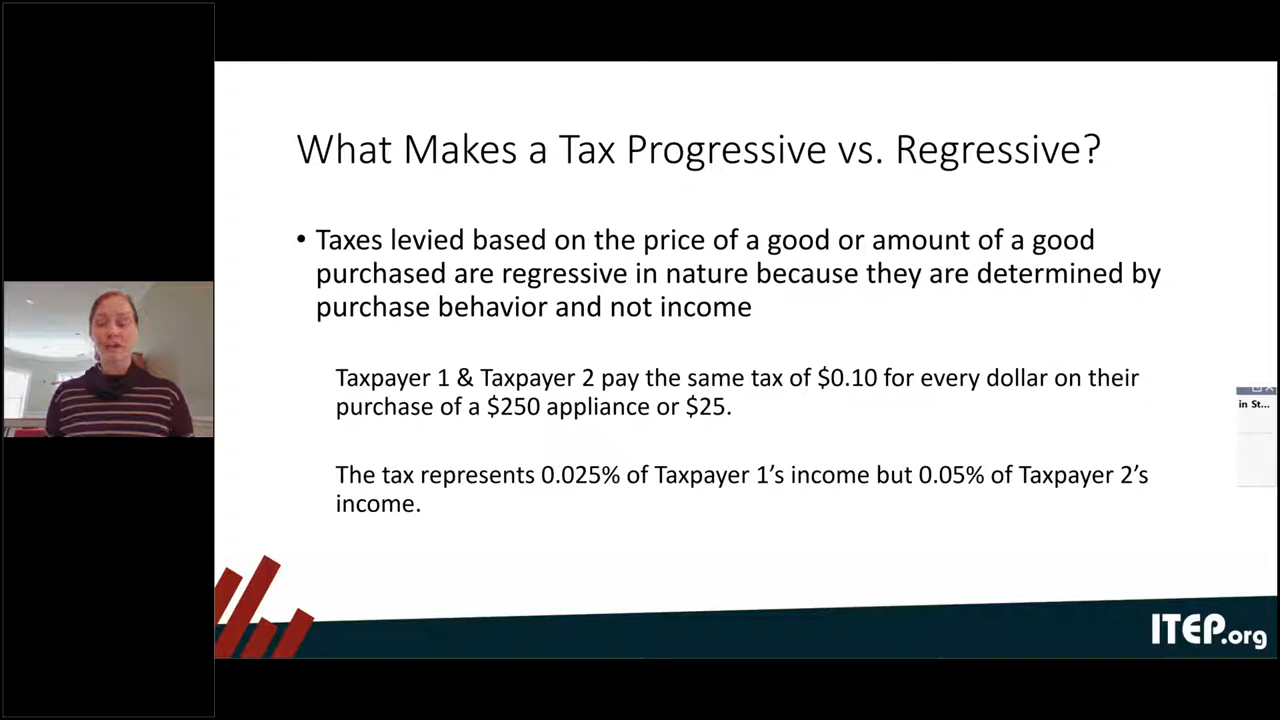 What Makes a Tax Progressive vs. Regressive?
• Taxes levied based on the price of a good or amount of a good
purchased are regressive in nature because they are determined by
purchase behavior and not income
Taxpayer 1 & Taxpayer 2 pay the same tax of $0.10 for every dollar on their
purchase of a $250 appliance or $25.
in St...
The tax represents 0.025% of Taxpayer 1’s income but 0.05% of Taxpayer 2’s
income.
ITEP.org